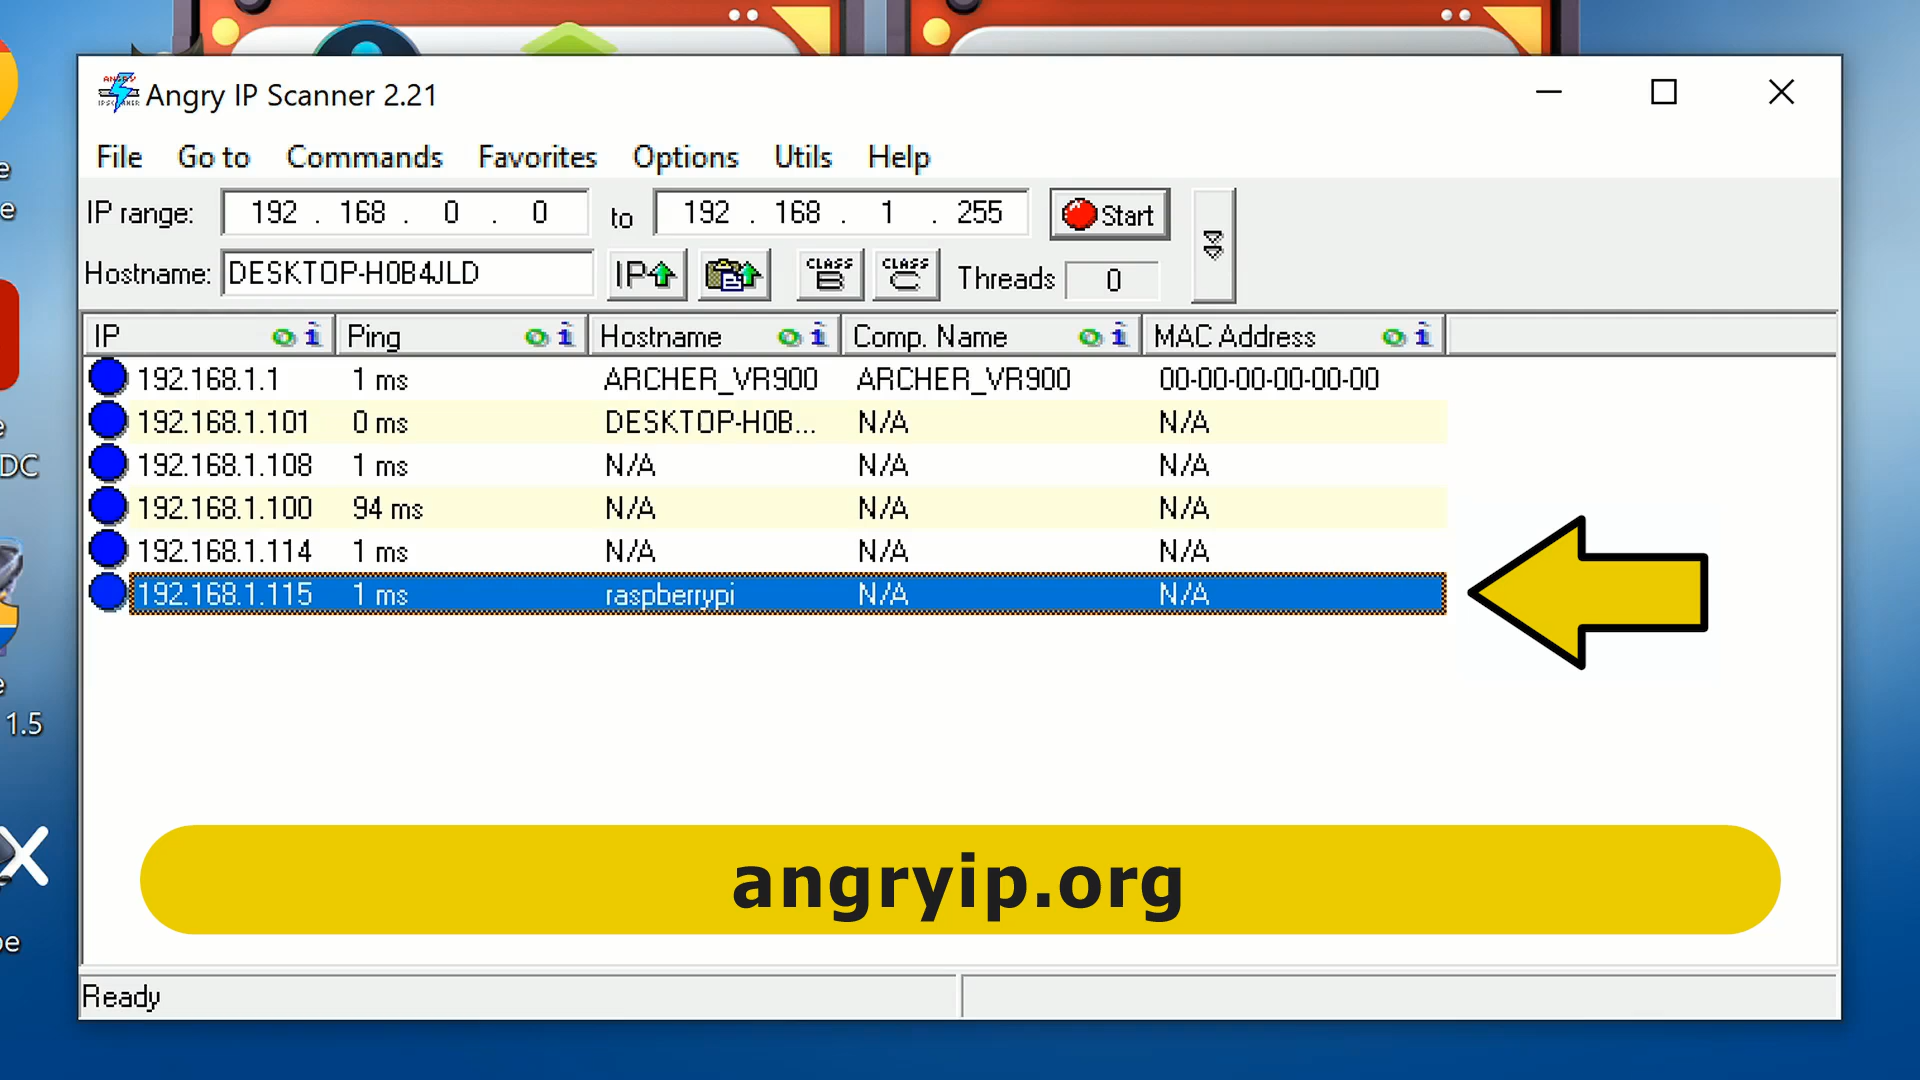 Angry IP Scanner 2.21
File Go to Commands Favorites Options Utils Help
IP range: 192 . 168 . 0 . 0 to 192 . 168 . 1 . 255 Start
Hostname: DESKTOP-H0B4JLD IP CLASS B CLASS C Threads 0
IP Ping Hostname Comp. Name MAC Address
192.168.1.1 1 ms ARCHER_VR900 ARCHER_VR900 00-00-00-00-00-00
192.168.1.101 0 ms DESKTOP-H0B... N/A N/A
192.168.1.108 1 ms N/A N/A N/A
192.168.1.100 94 ms N/A N/A N/A
192.168.1.114 1 ms N/A N/A N/A
192.168.1.115 1 ms raspberrypi N/A N/A
angryip.org
Ready
e
e
e
DC
e
1.5